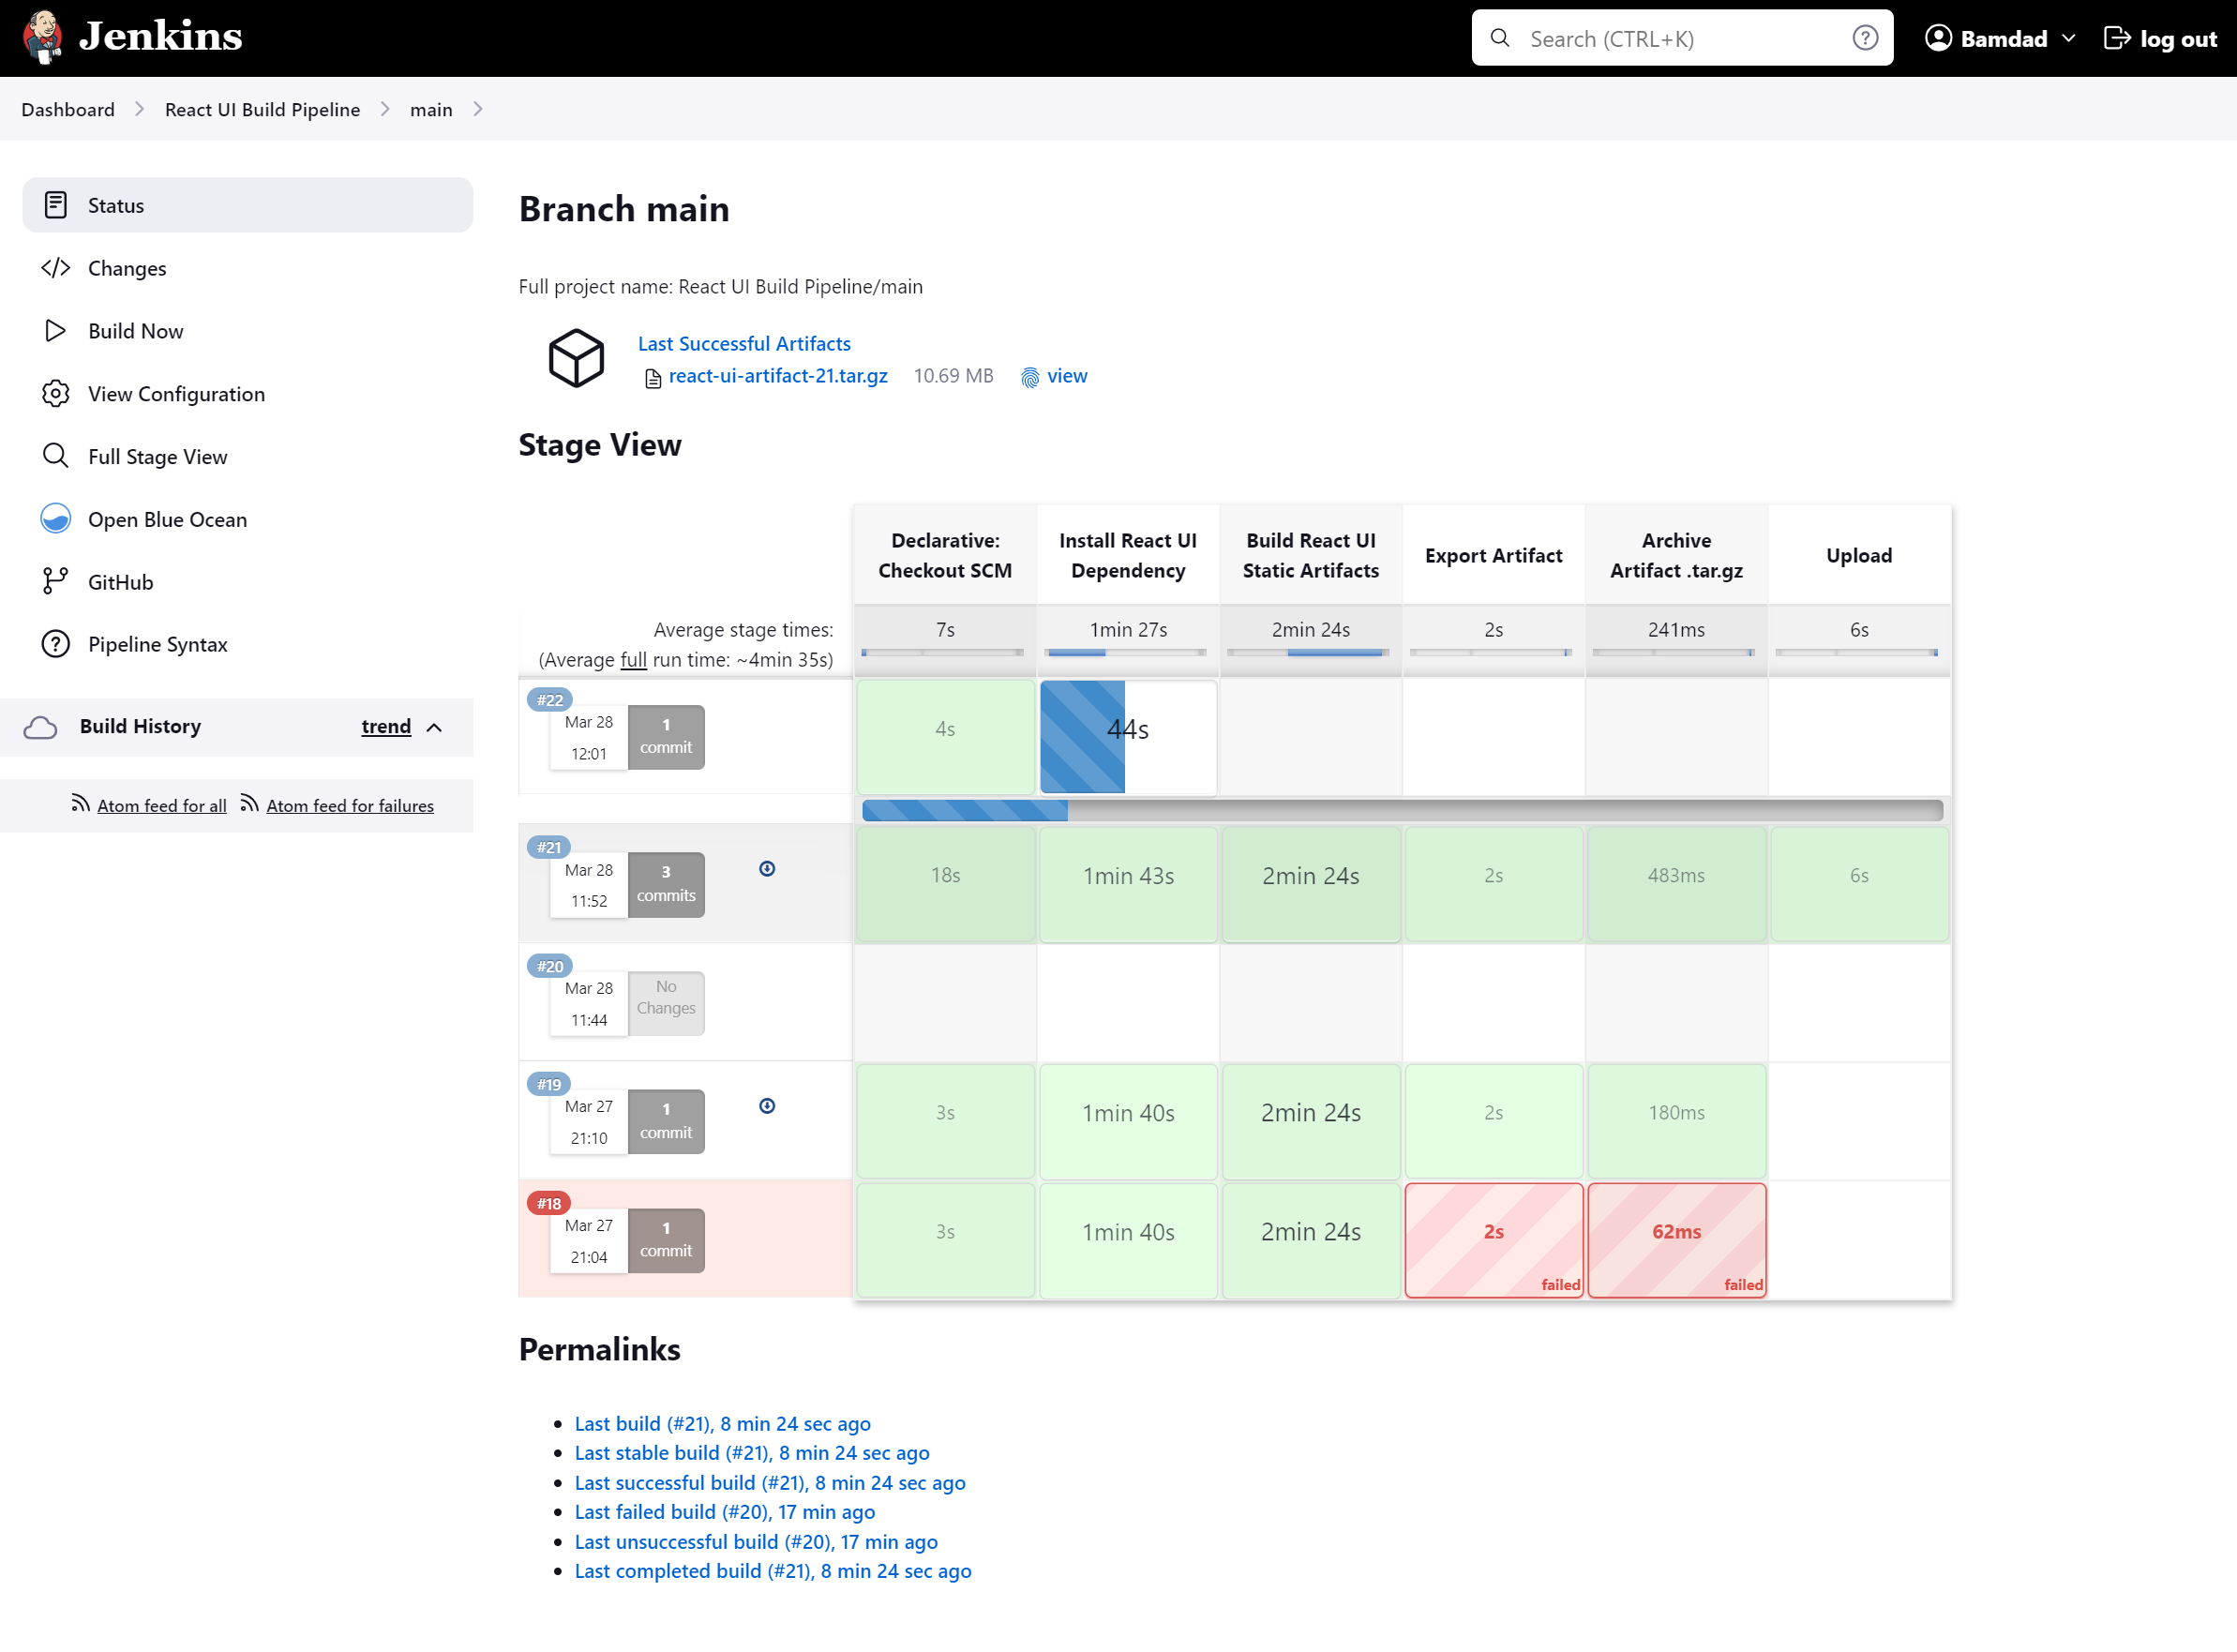 Jenkins
Search (CTRL+K)
Bamdad
log out
Dashboard
React UI Build Pipeline
main
Status
Changes
Build Now
View Configuration
Full Stage View
Open Blue Ocean
GitHub
Pipeline Syntax
Build History
trend
Atom feed for all
Atom feed for failures
Branch main
Full project name: React UI Build Pipeline/main
Last Successful Artifacts
react-ui-artifact-21.tar.gz 10.69 MB view
Stage View
Declarative:
Checkout SCM
Install React UI
Dependency
Build React UI
Static Artifacts
Export Artifact
Archive
Artifact .tar.gz
Upload
Average stage times:
(Average full run time: ~4min 35s)
7s
1min 27s
2min 24s
2s
241ms
6s
#22
Mar 28
12:01
1
commit
4s
44s
#21
Mar 28
11:52
3
commits
18s
1min 43s
2min 24s
2s
483ms
6s
#20
Mar 28
11:44
No
Changes
#19
Mar 27
21:10
1
commit
3s
1min 40s
2min 24s
2s
180ms
#18
Mar 27
21:04
1
commit
3s
1min 40s
2min 24s
2s
failed
62ms
failed
Permalinks
Last build (#21), 8 min 24 sec ago
Last stable build (#21), 8 min 24 sec ago
Last successful build (#21), 8 min 24 sec ago
Last failed build (#20), 17 min ago
Last unsuccessful build (#20), 17 min ago
Last completed build (#21), 8 min 24 sec ago